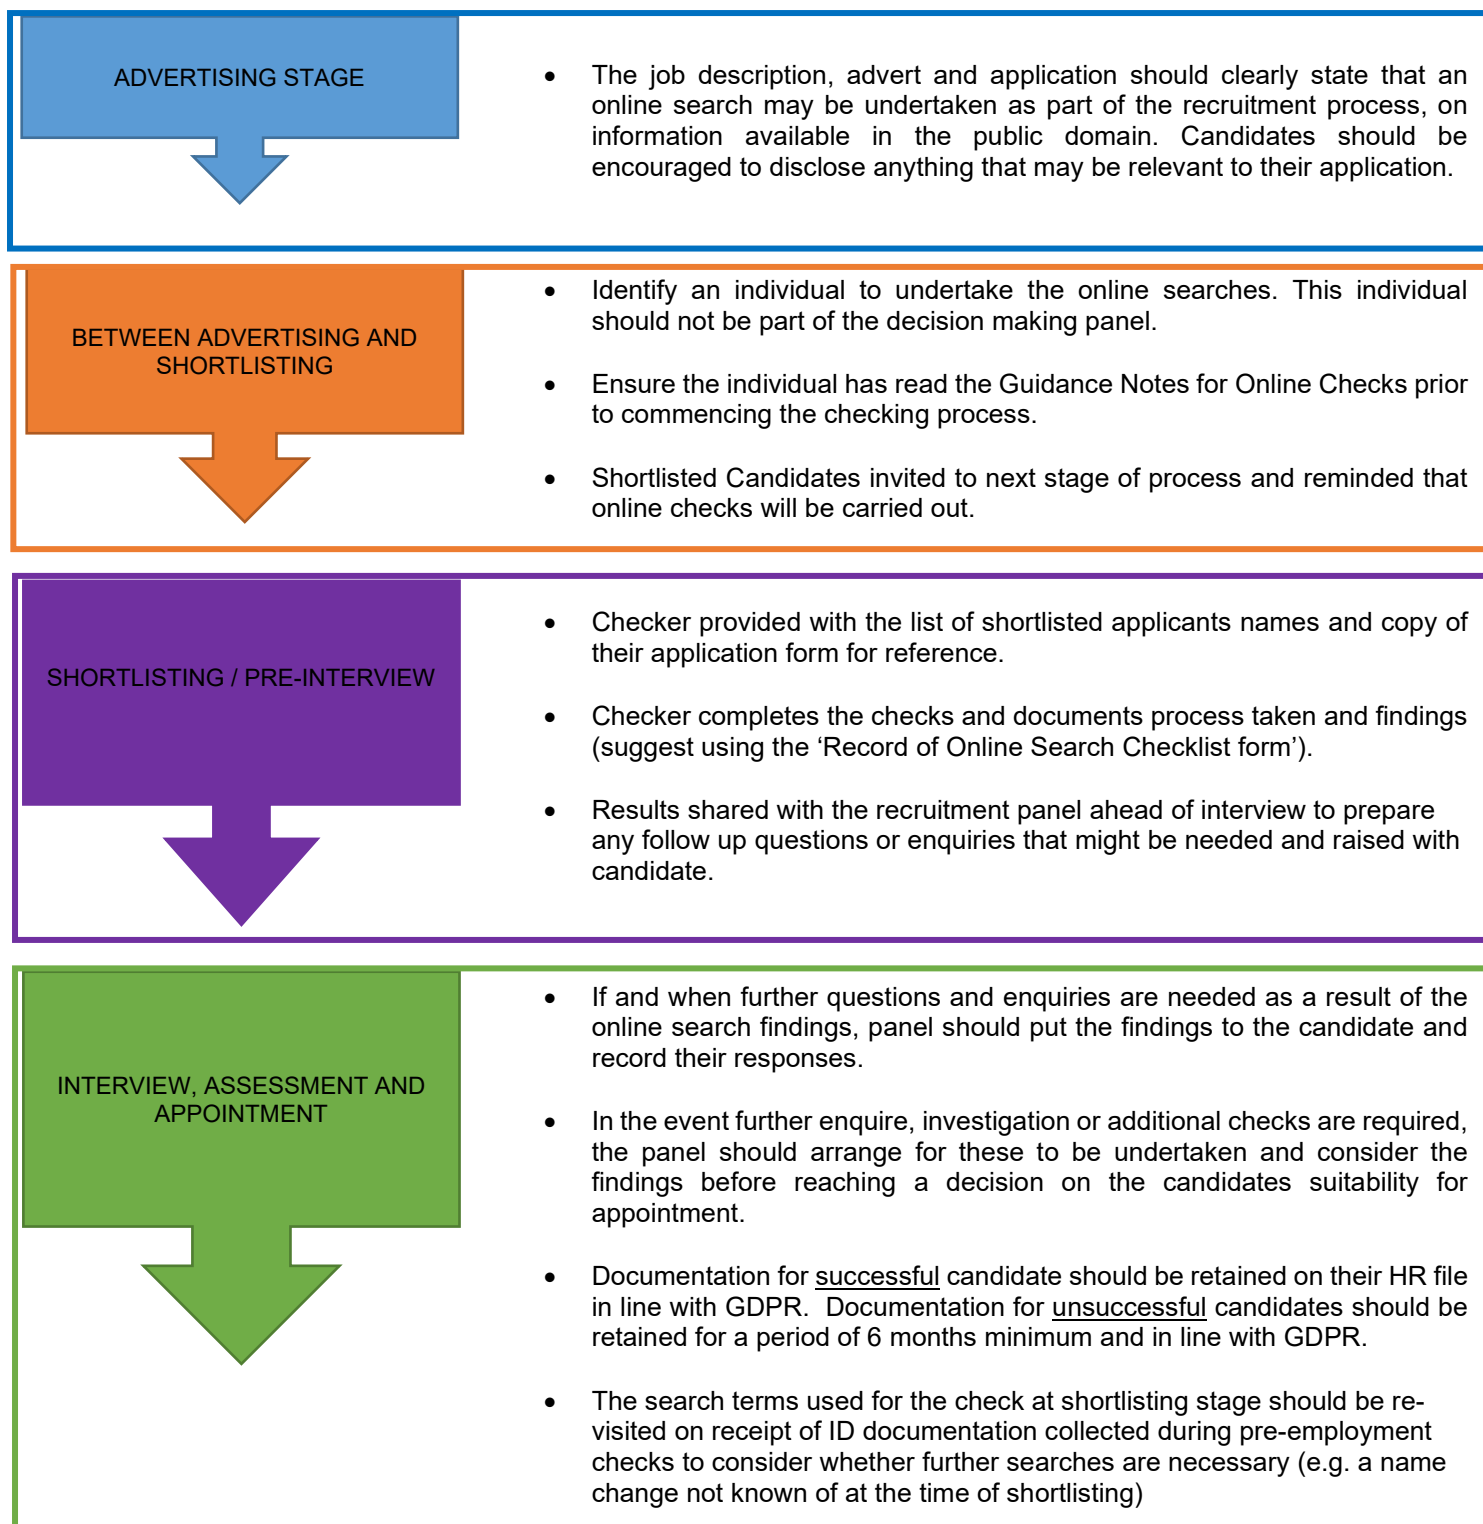 ADVERTISING STAGE
• The job description, advert and application should clearly state that an
online search may be undertaken as part of the recruitment process, on
information available in the public domain. Candidates should be
encouraged to disclose anything that may be relevant to their application.
BETWEEN ADVERTISING AND
SHORTLISTING
• Identify an individual to undertake the online searches. This individual
should not be part of the decision making panel.
• Ensure the individual has read the Guidance Notes for Online Checks prior
to commencing the checking process.
• Shortlisted Candidates invited to next stage of process and reminded that
online checks will be carried out.
SHORTLISTING / PRE-INTERVIEW
• Checker provided with the list of shortlisted applicants names and copy of
their application form for reference.
• Checker completes the checks and documents process taken and findings
(suggest using the ‘Record of Online Search Checklist form’).
• Results shared with the recruitment panel ahead of interview to prepare
any follow up questions or enquiries that might be needed and raised with
candidate.
INTERVIEW, ASSESSMENT AND
APPOINTMENT
• If and when further questions and enquiries are needed as a result of the
online search findings, panel should put the findings to the candidate and
record their responses.
• In the event further enquire, investigation or additional checks are required,
the panel should arrange for these to be undertaken and consider the
findings before reaching a decision on the candidates suitability for
appointment.
• Documentation for successful candidate should be retained on their HR file
in line with GDPR. Documentation for unsuccessful candidates should be
retained for a period of 6 months minimum and in line with GDPR.
• The search terms used for the check at shortlisting stage should be re-
visited on receipt of ID documentation collected during pre-employment
checks to consider whether further searches are necessary (e.g. a name
change not known of at the time of shortlisting)